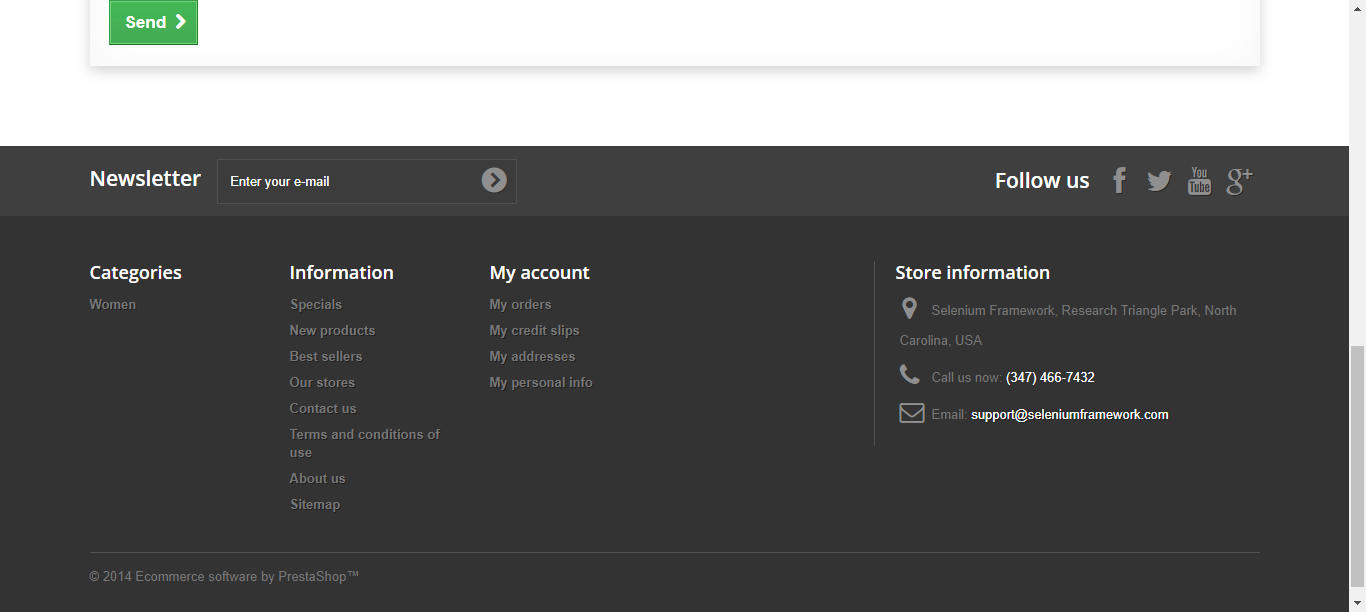 Send
Newsletter
Enter your e-mail
Follow us
You
Tube
g+
Categories
Women
Information
Specials
New products
Best sellers
Our stores
Contact us
Terms and conditions of
use
About us
Sitemap
My account
My orders
My credit slips
My addresses
My personal info
Store information
Selenium Framework, Research Triangle Park, North
Carolina, USA
Call us now: (347) 466-7432
Email: support@seleniumframework.com
© 2014 Ecommerce software by PrestaShop™